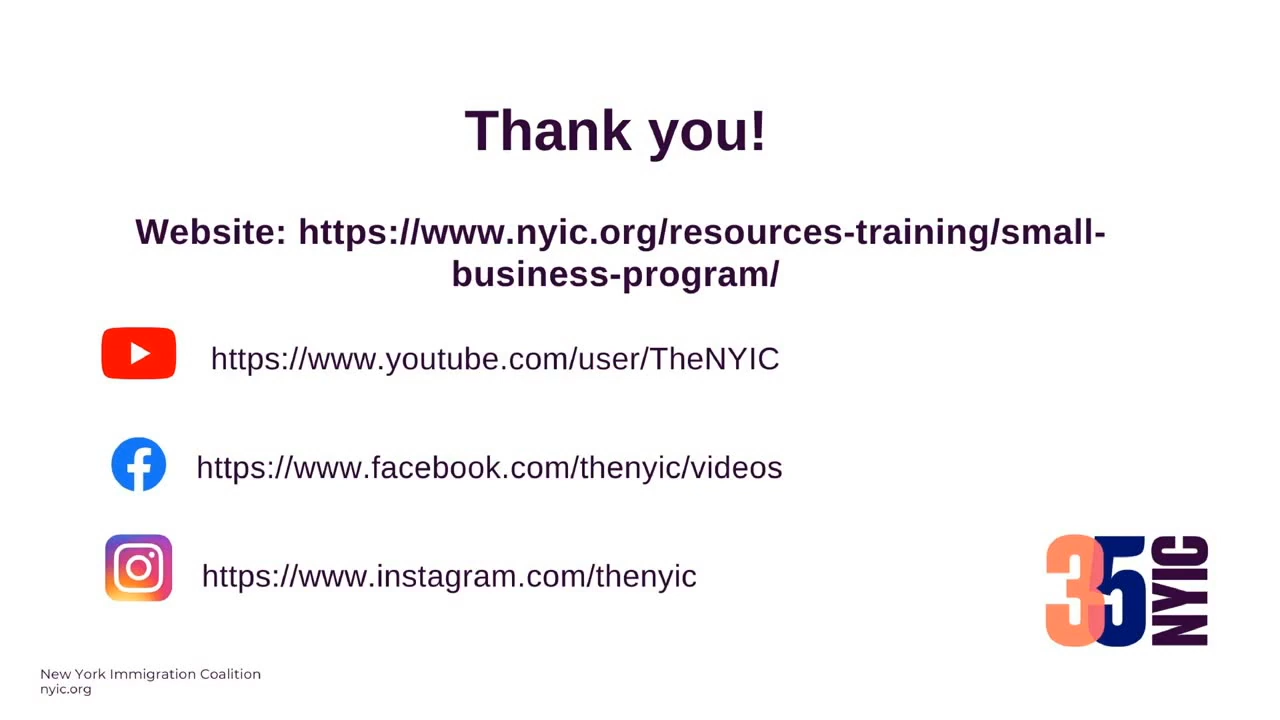 Thank you!
Website: https://www.nyic.org/resources-training/small-
business-program/
https://www.youtube.com/user/TheNYIC
https://www.facebook.com/thenyic/videos
https://www.instagram.com/thenyic
35 NYIC
New York Immigration Coalition
nyic.org